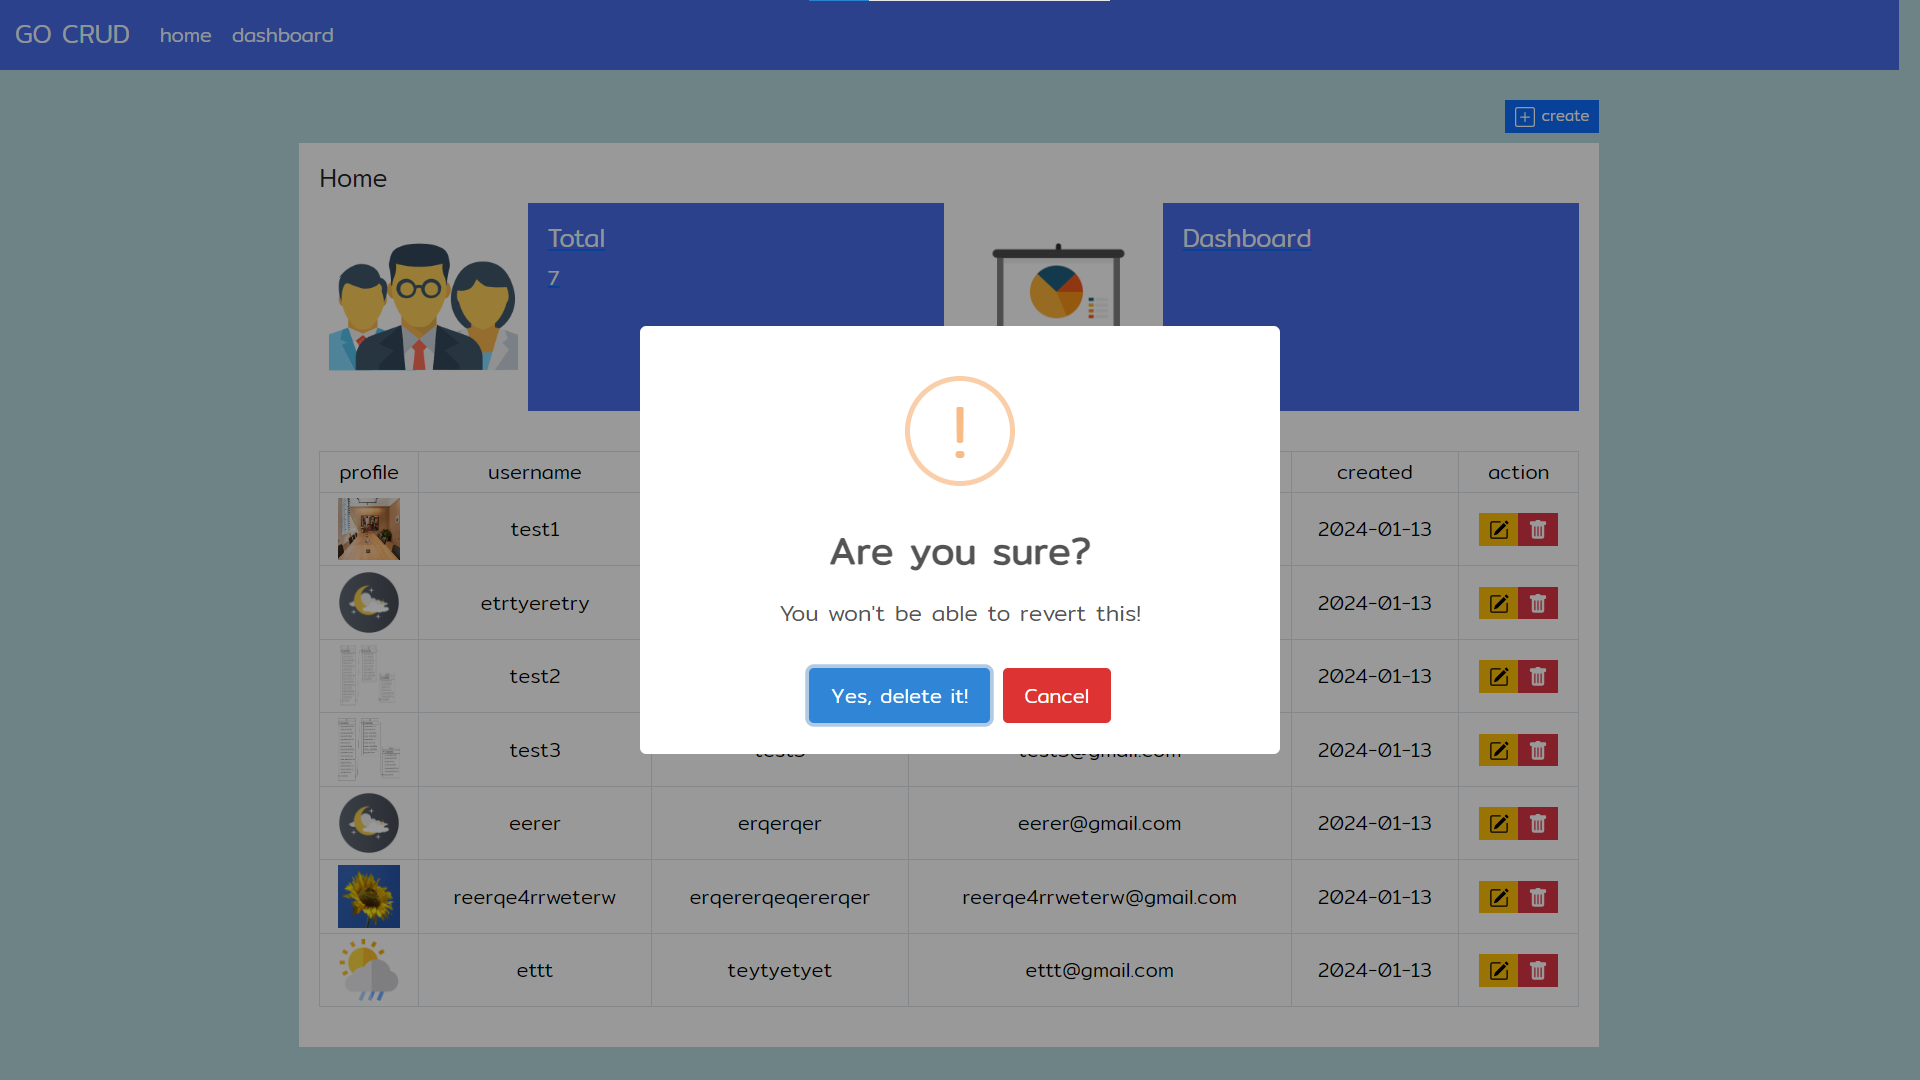 GO CRUD home dashboard
create
Home
Total
7
Dashboard
Are you sure?
You won't be able to revert this!
Yes, delete it! Cancel
profile username created action
test1 2024-01-13
etrtyeretry 2024-01-13
test2 2024-01-13
test3 2024-01-13
eerer erqerqer eerer@gmail.com 2024-01-13
reerqe4rrweterw erqererqeqererqer reerqe4rrweterw@gmail.com 2024-01-13
ettt teytyetyet ettt@gmail.com 2024-01-13